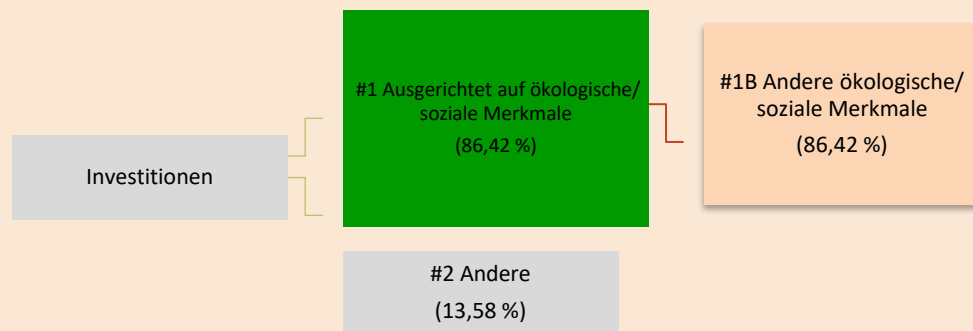 Investitionen
#1 Ausgerichtet auf ökologische/
soziale Merkmale
(86,42 %)
#1B Andere ökologische/
soziale Merkmale
(86,42 %)
#2 Andere
(13,58 %)